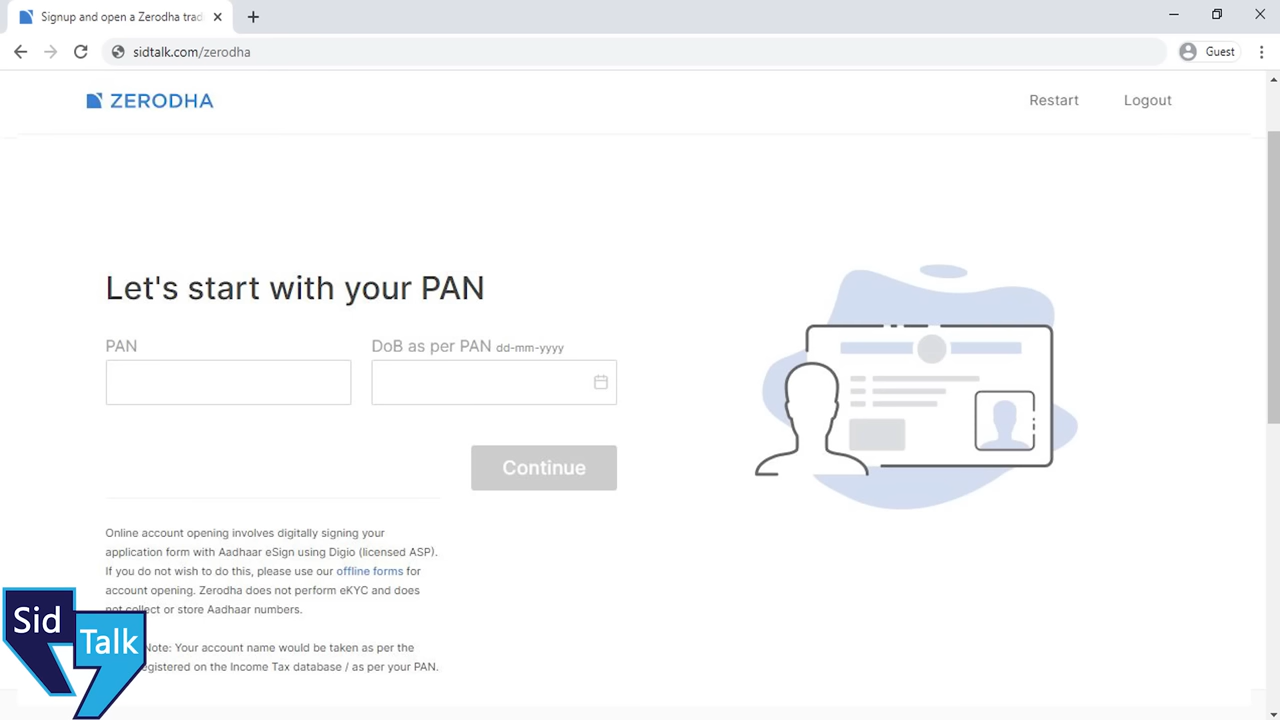 Signup and open a Zerodha trad
sidtalk.com/zerodha
Guest
ZERODHA
Restart
Logout
Let's start with your PAN
PAN
DoB as per PAN dd-mm-yyyy
Continue
Online account opening involves digitally signing your
application form with Aadhaar eSign using Digio (licensed ASP).
If you do not wish to do this, please use our offline forms for
account opening. Zerodha does not perform eKYC and does
not collect or store Aadhaar numbers.
Note: Your account name would be taken as per the
registered on the Income Tax database / as per your PAN.
Sid
Talk